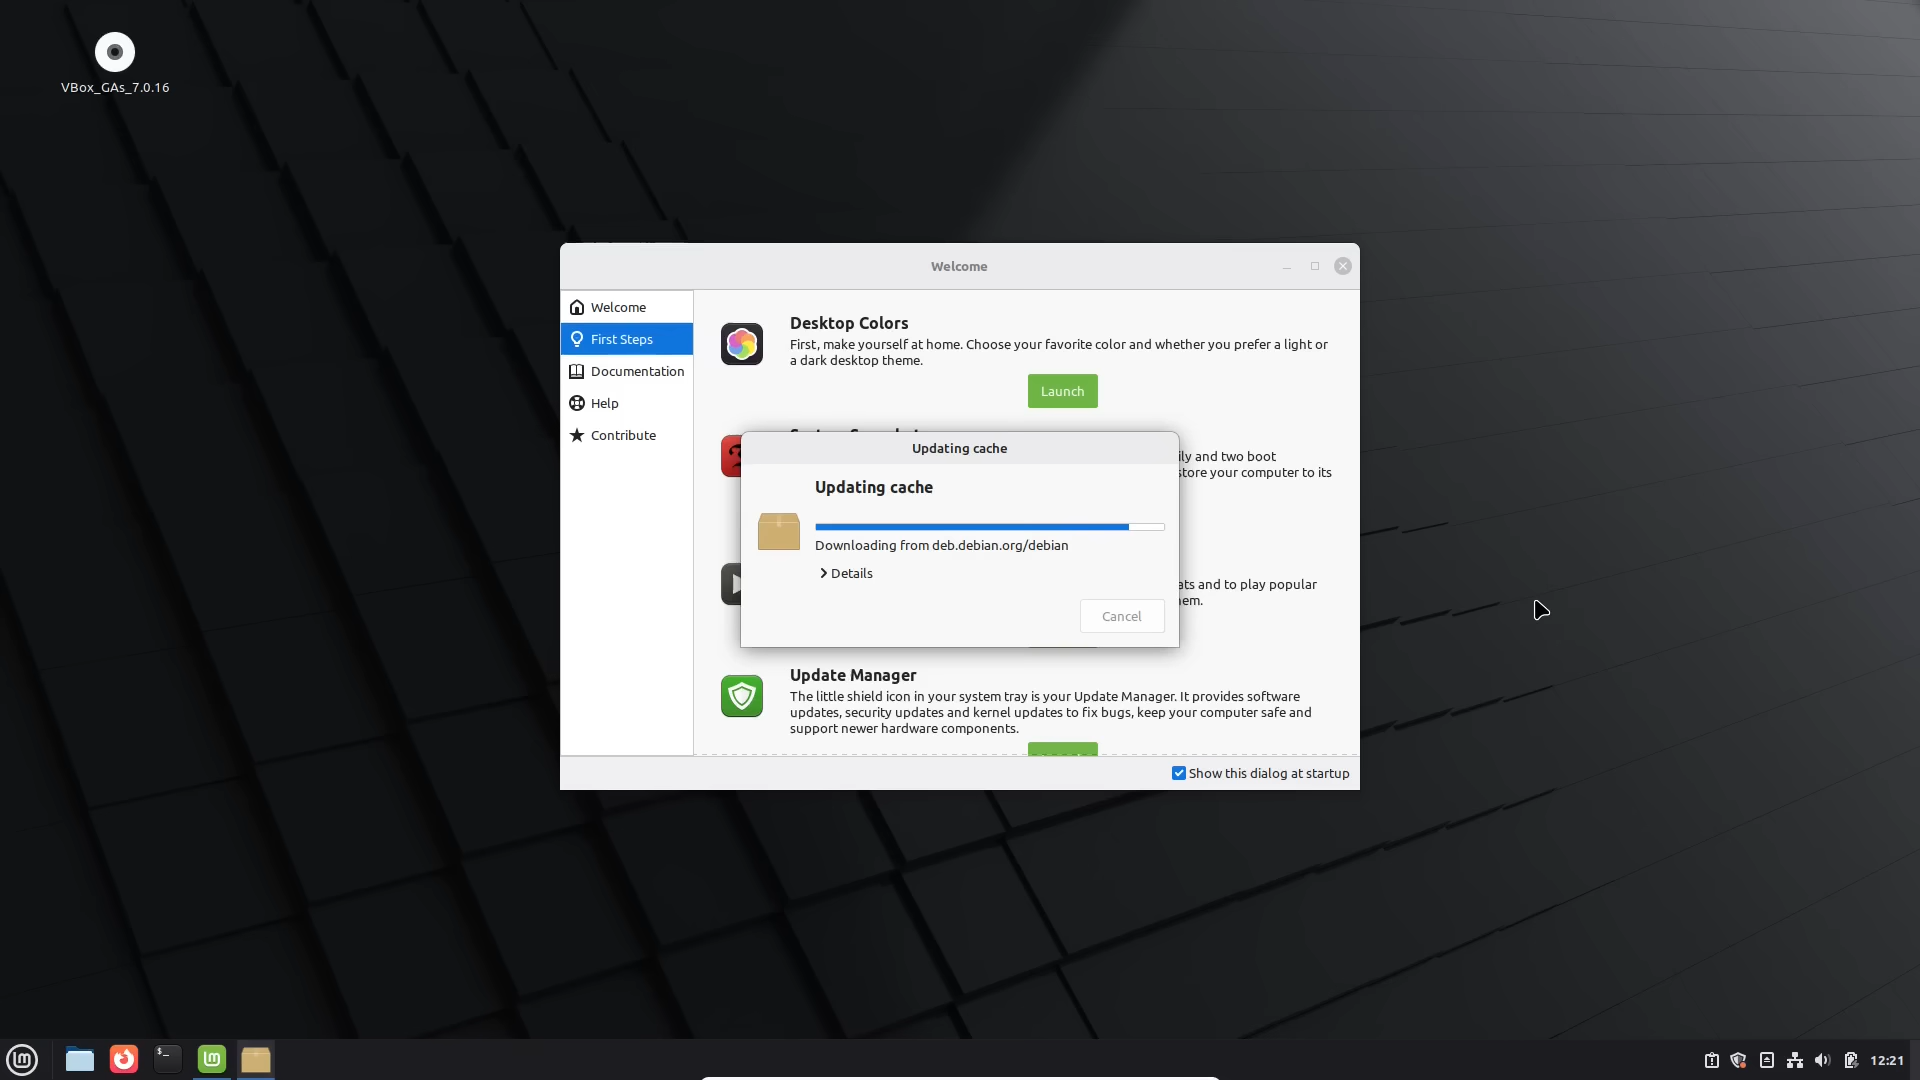 VBox_GAs_7.0.16
Welcome
Welcome
First Steps
Documentation
Help
Contribute
Desktop Colors
First, make yourself at home. Choose your favorite color and whether you prefer a light or
a dark desktop theme.
Launch
ily and two boot
store your computer to its
Updating cache
Updating cache
Downloading from deb.debian.org/debian
Details
Cancel
ats and to play popular
em.
Update Manager
The little shield icon in your system tray is your Update Manager. It provides software
updates, security updates and kernel updates to fix bugs, keep your computer safe and
support newer hardware components.
Show this dialog at startup
12:21